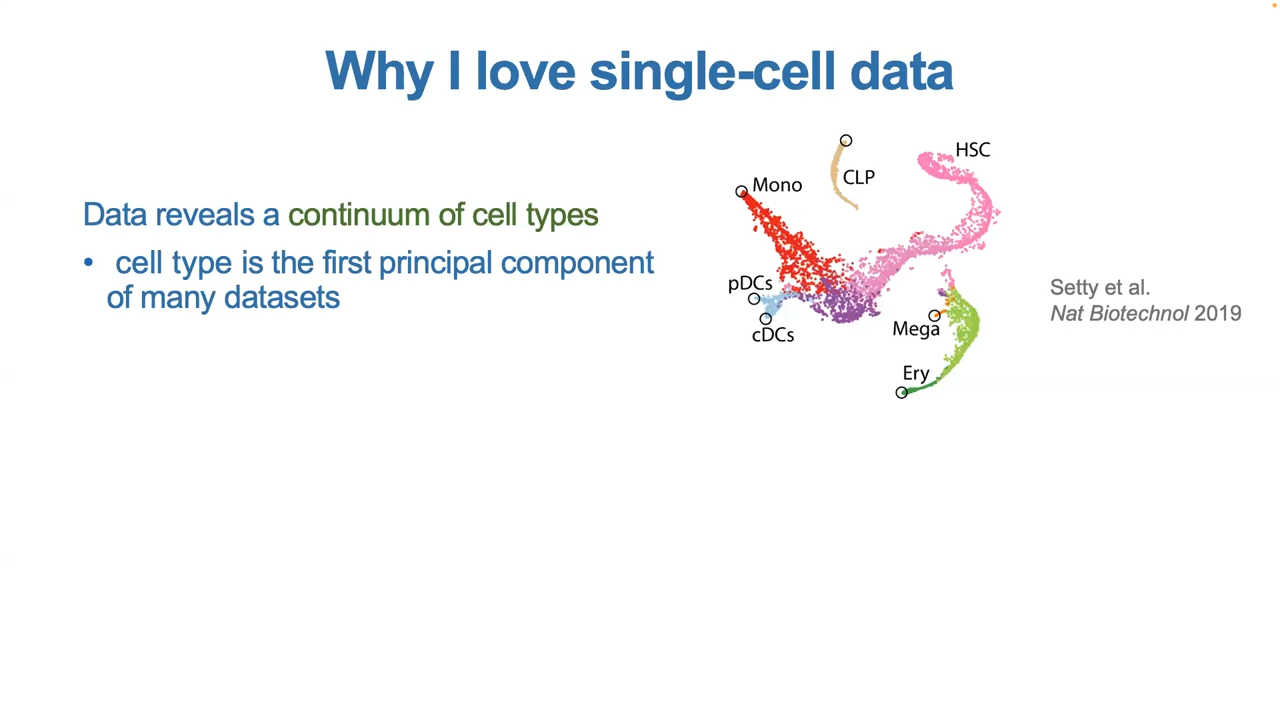 Why I love single-cell data
Data reveals a continuum of cell types
• cell type is the first principal component
of many datasets
HSC
CLP
Mono
pDCs
cDCs
Mega
Ery
Setty et al.
Nat Biotechnol 2019